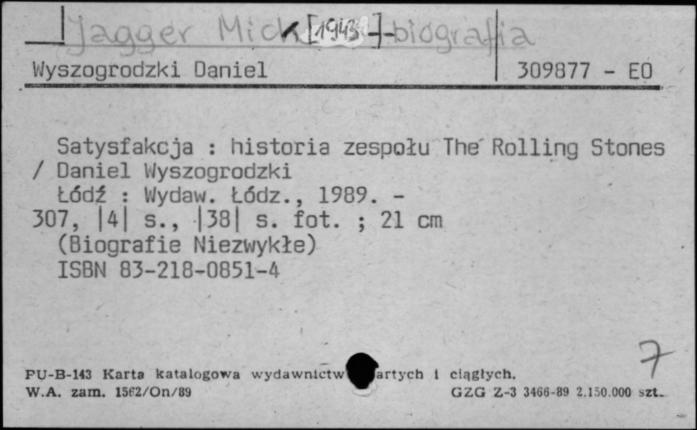 Jagger Mick [1943-]-biografia
Wyszogrodzki Daniel 309877 - EO
Satysfakcja : historia zespołu The Rolling Stones
/ Daniel Wyszogrodzki
Łódź : Wydaw. Łódz., 1989. -
307, |4| s., |38| s. fot. ; 21 cm
(Biografie Niezwykłe)
ISBN 83-218-0851-4
7
PU-B-143 Karta katalogowa wydawnictw artych i ciągłych.
W.A. zam. 1562/On/89 GZG Z-3 3466-89 2.150.000 szt.